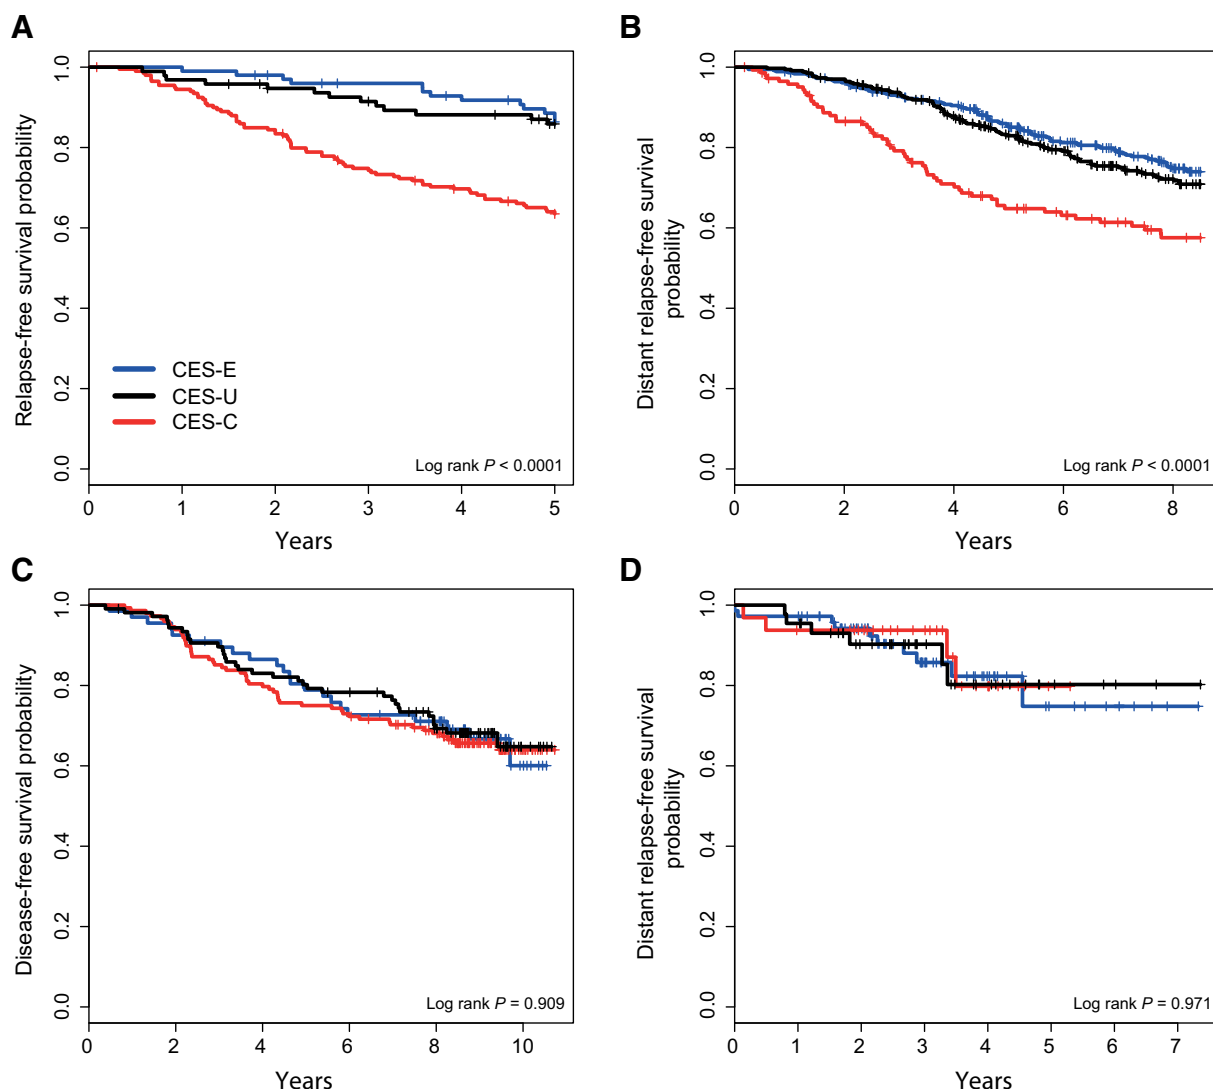 A
Relapse-free survival probability
1.0
0.8
0.6
0.4
0.2
0.0
CES-E
CES-U
CES-C
Log rank P < 0.0001
0 1 2 3 4 5
Years
B
Distant relapse-free survival
probability
1.0
0.8
0.6
0.4
0.2
0.0
Log rank P < 0.0001
0 2 4 6 8
Years
C
Disease-free survival probability
1.0
0.8
0.6
0.4
0.2
0.0
Log rank P = 0.909
0 2 4 6 8 10
Years
D
Distant relapse-free survival
probability
1.0
0.8
0.6
0.4
0.2
0.0
Log rank P = 0.971
0 1 2 3 4 5 6 7
Years